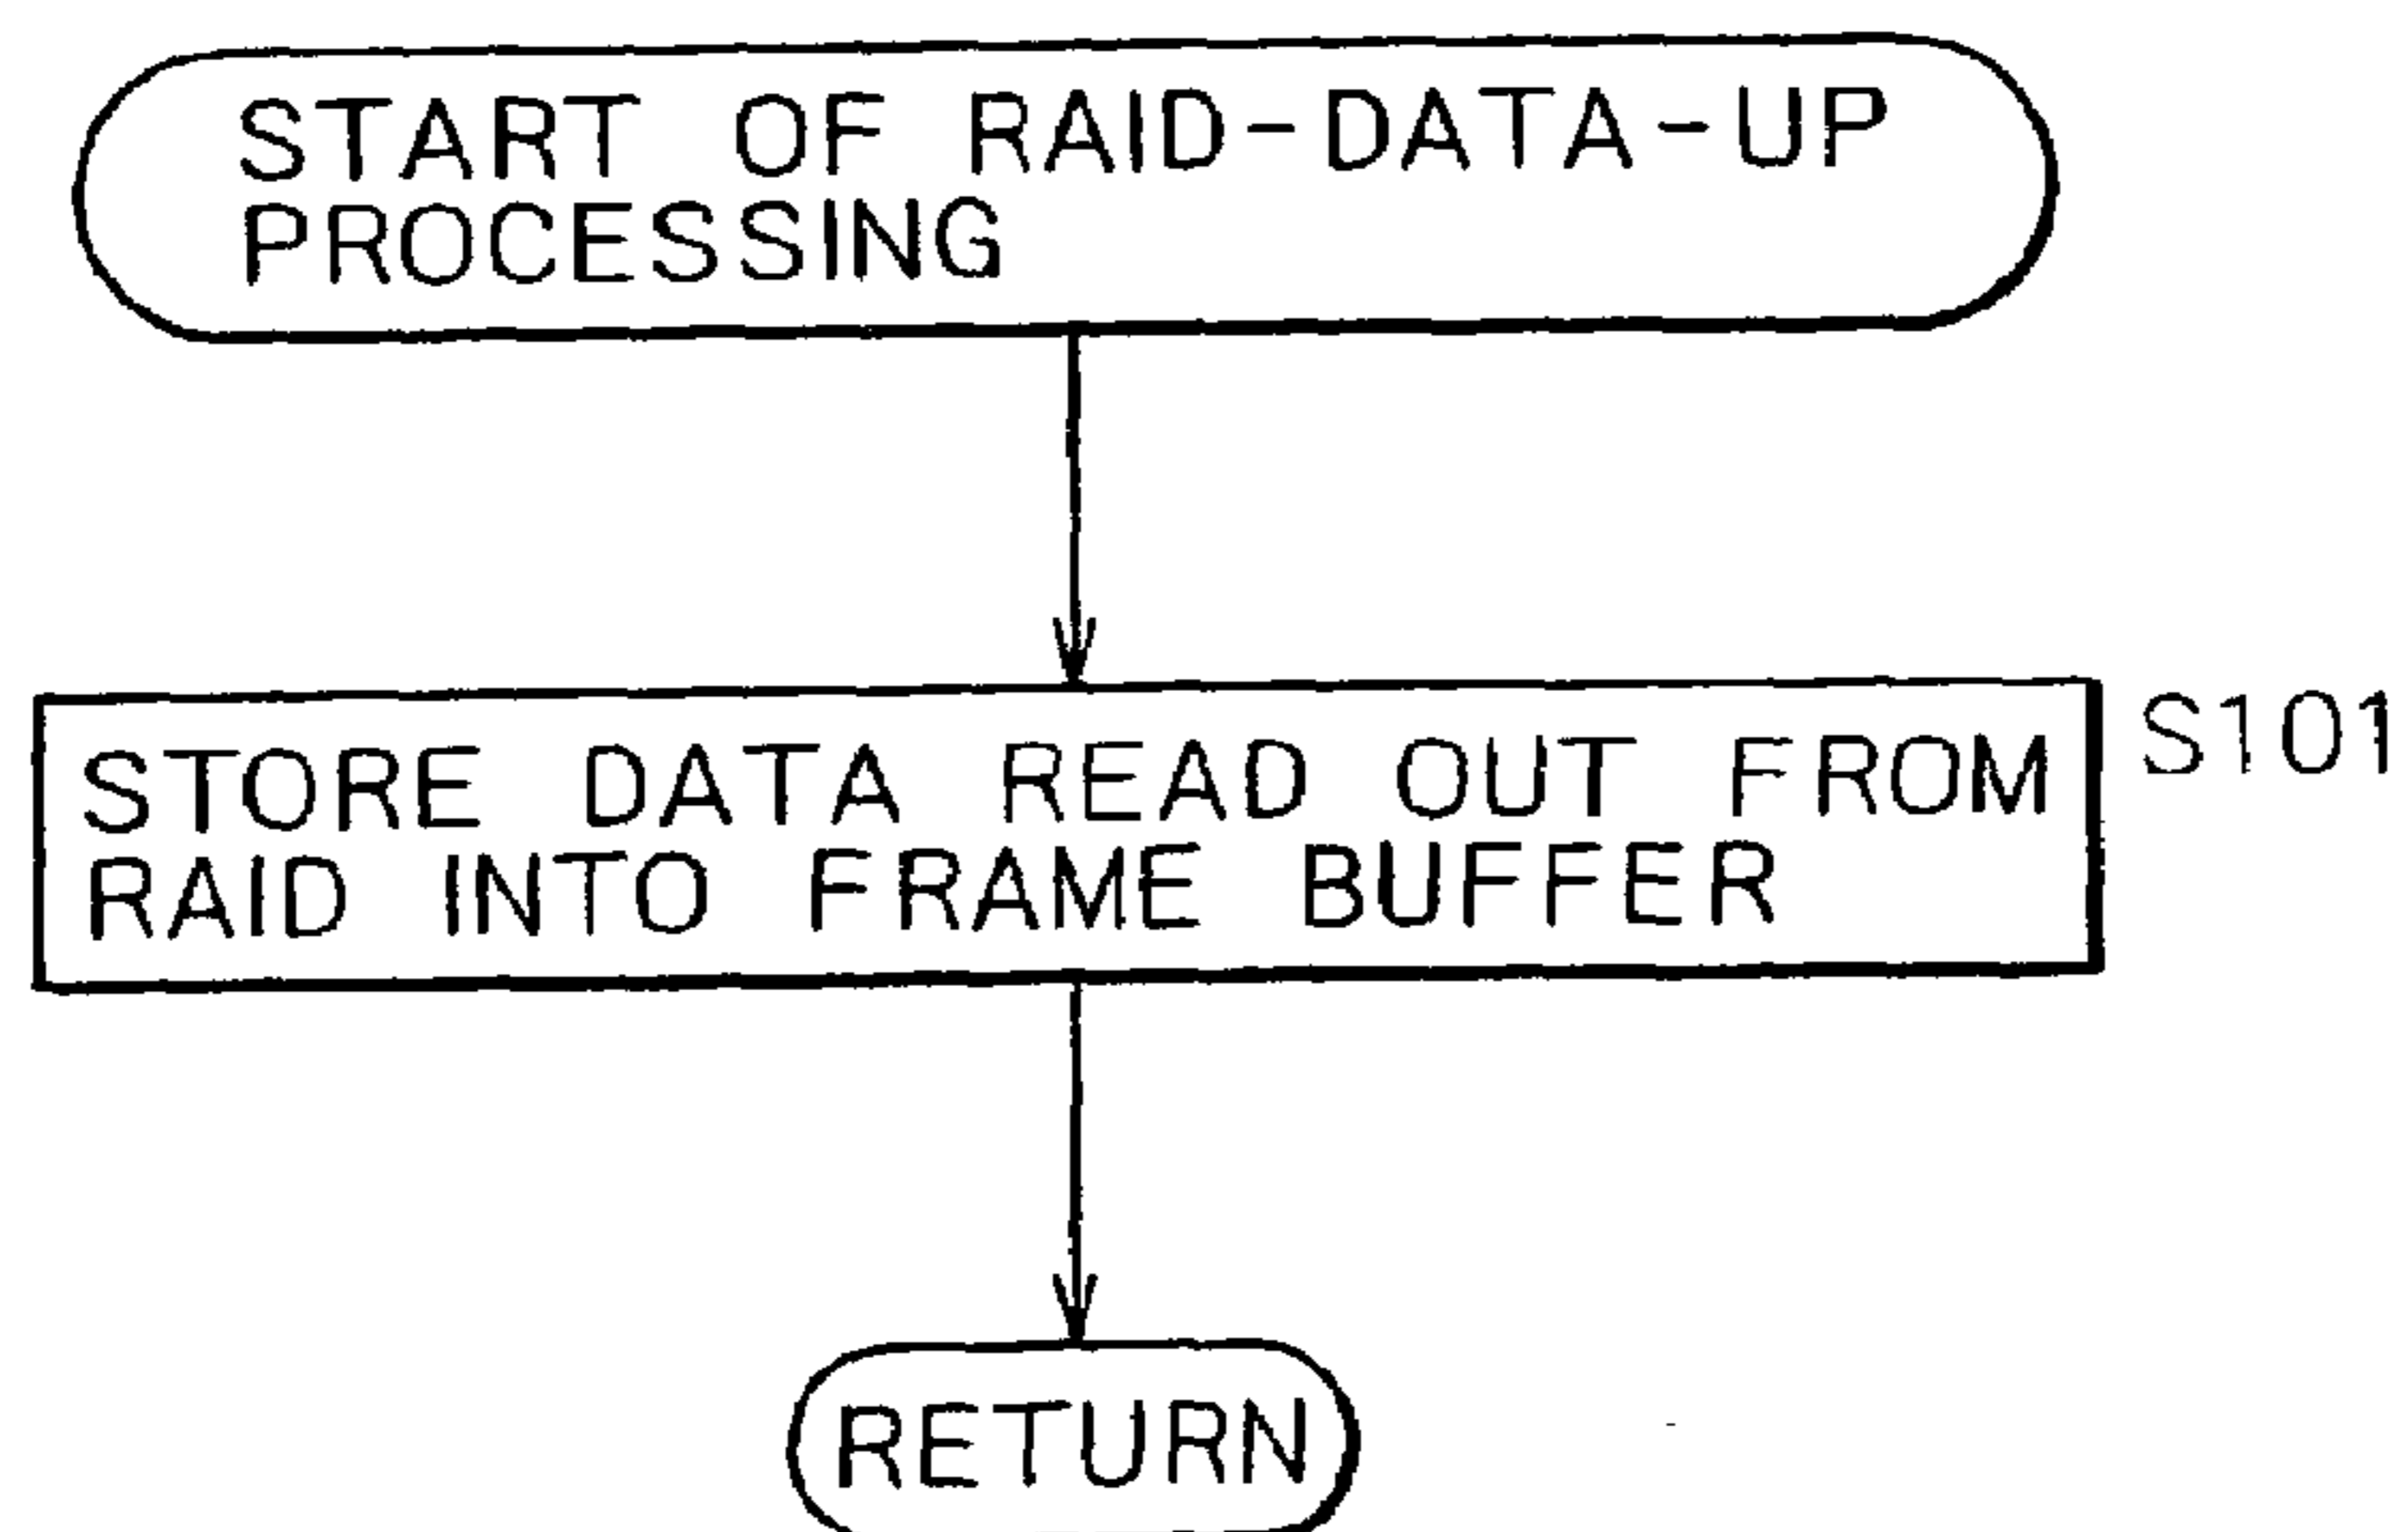 START OF RAID-DATA-UP
PROCESSING
STORE DATA READ OUT FROM
RAID INTO FRAME BUFFER
S101
RETURN